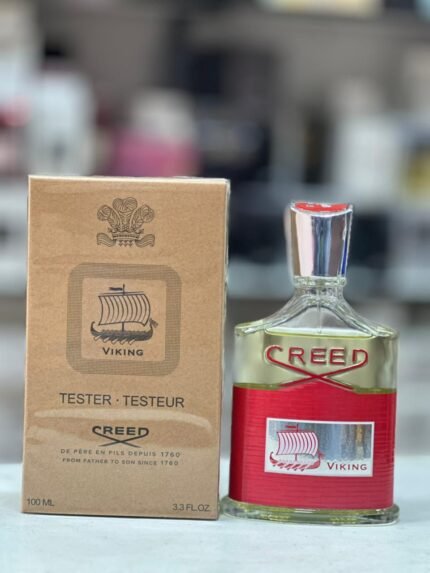 VIKING
TESTER · TESTEUR
CREED
DE PÈRE EN FILS DEPUIS 1760
FROM FATHER TO SON SINCE 1760
100 ML
3.3 FL.OZ.
CREED
VIKING